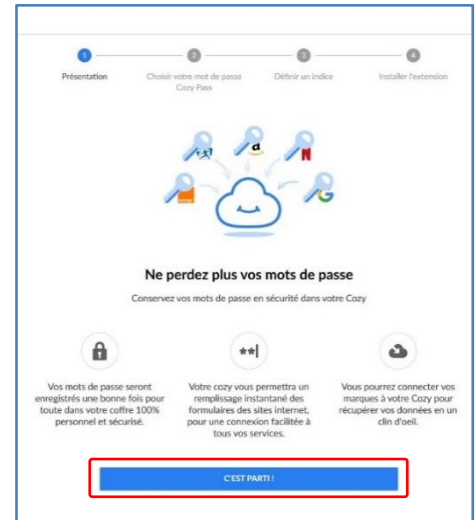 1
2
3
4
Présentation
Choisir votre mot de passe
Cozy Pass
Définir un indice
Installer l'extension
a
N
orange
G
Ne perdez plus vos mots de passe
Conservez vos mots de passe en sécurité dans votre Cozy
**|
Vos mots de passe seront
enregistrés une bonne fois pour
toute dans votre coffre 100%
personnel et sécurisé.
Votre cozy vous permettra un
remplissage instantané des
formulaires des sites internet,
pour une connexion facilitée à
tous vos services.
Vous pourrez connecter vos
marques à votre Cozy pour
récupérer vos données en un
clin d'oeil.
C'EST PARTI !